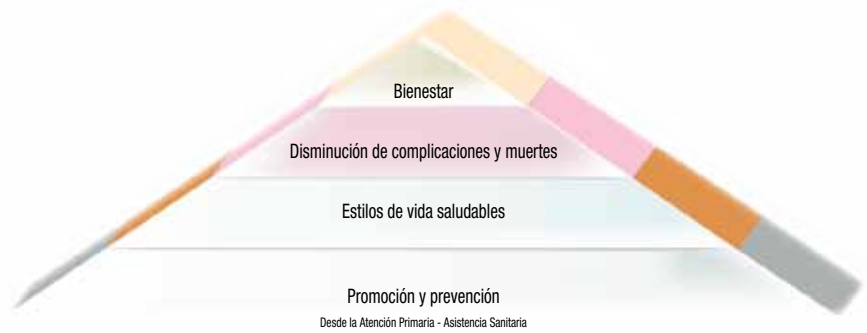 Bienestar
Disminución de complicaciones y muertes
Estilos de vida saludables
Promoción y prevención
Desde la Atención Primaria - Asistencia Sanitaria